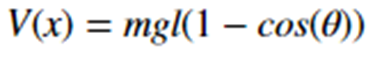 V(x) = mgl(1 − cos(θ))